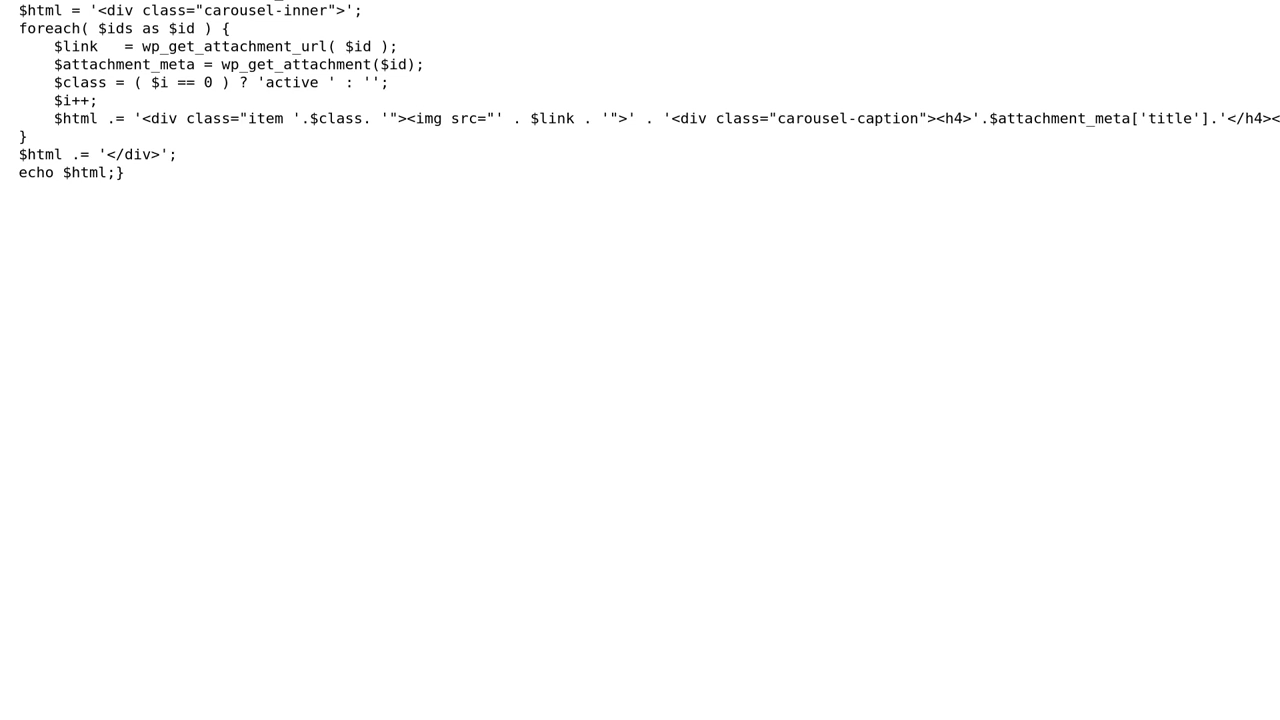 $html = '<div class="carousel-inner">';
foreach( $ids as $id ) {
    $link   = wp_get_attachment_url( $id );
    $attachment_meta = wp_get_attachment($id);
    $class = ( $i == 0 ) ? 'active ' : '';
    $i++;
    $html .= '<div class="item '.$class. '"><img src="' . $link . '">' . '<div class="carousel-caption"><h4>'.$attachment_meta['title'].'</h4><
}
$html .= '</div>';
echo $html;}